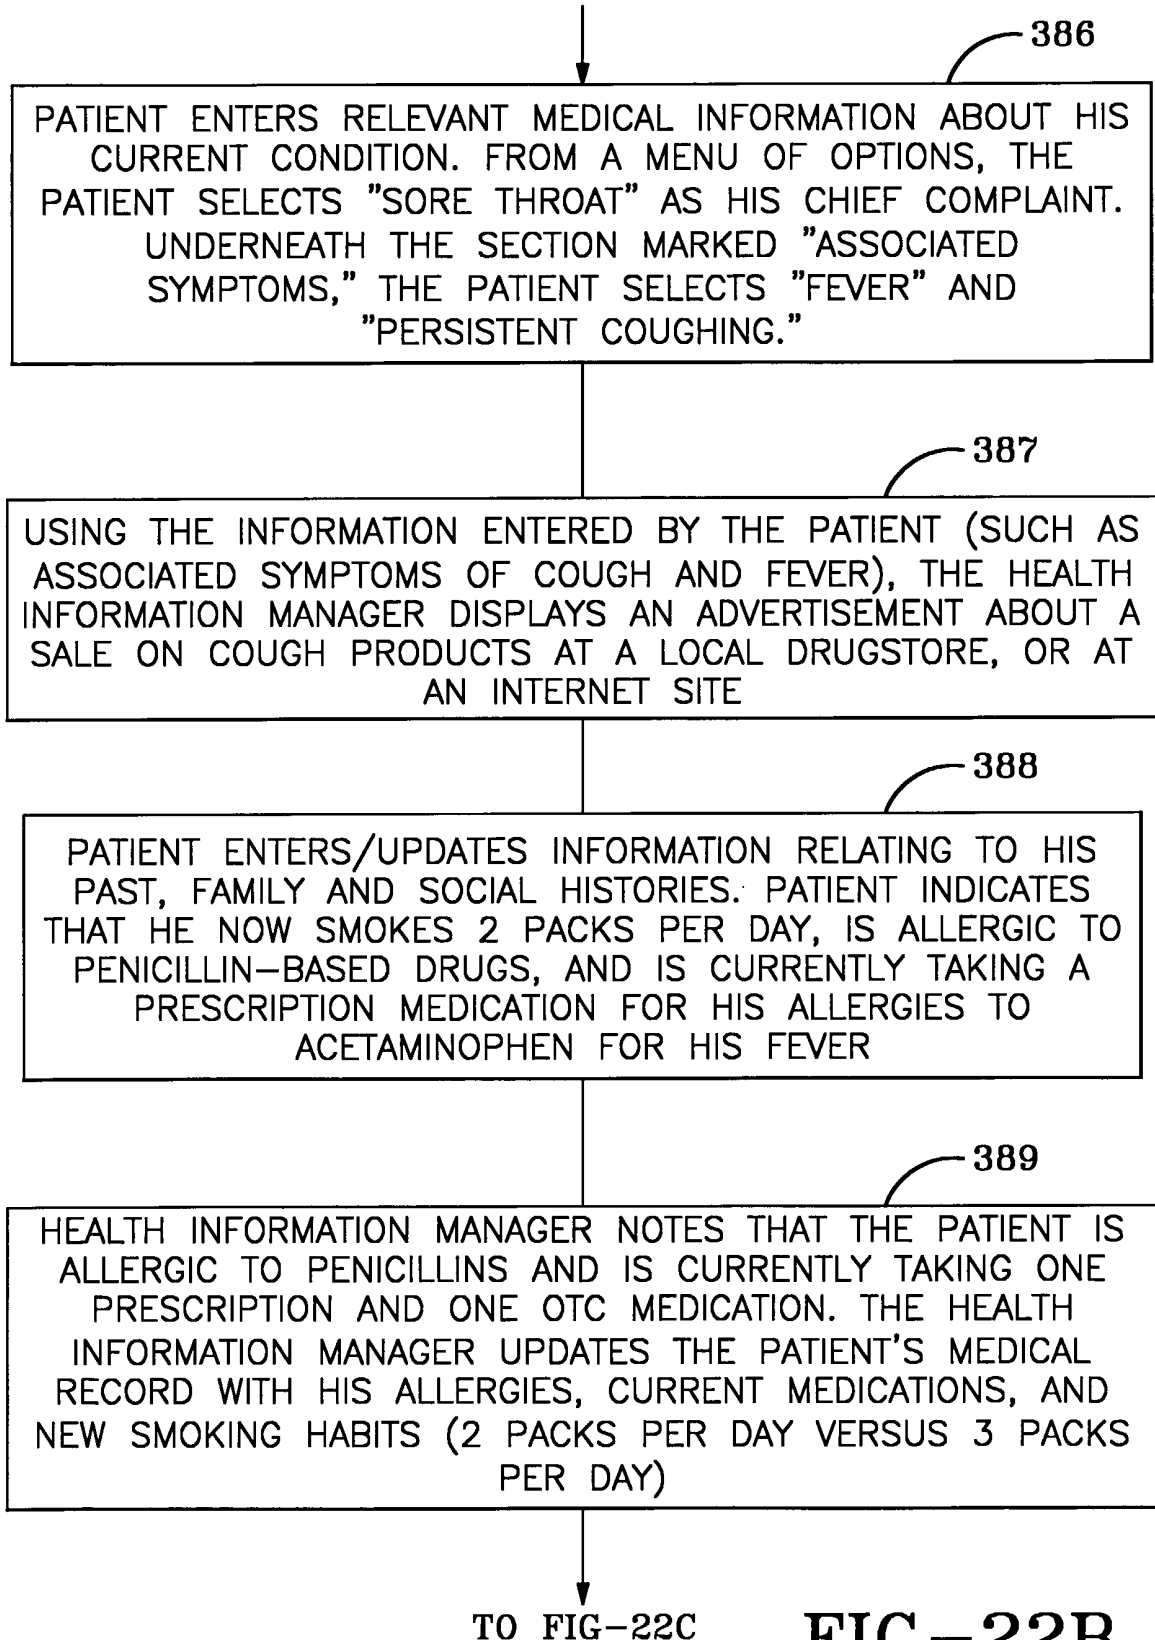 386
PATIENT ENTERS RELEVANT MEDICAL INFORMATION ABOUT HIS
CURRENT CONDITION. FROM A MENU OF OPTIONS, THE
PATIENT SELECTS "SORE THROAT" AS HIS CHIEF COMPLAINT.
UNDERNEATH THE SECTION MARKED "ASSOCIATED
SYMPTOMS," THE PATIENT SELECTS "FEVER" AND
"PERSISTENT COUGHING."
387
USING THE INFORMATION ENTERED BY THE PATIENT (SUCH AS
ASSOCIATED SYMPTOMS OF COUGH AND FEVER), THE HEALTH
INFORMATION MANAGER DISPLAYS AN ADVERTISEMENT ABOUT A
SALE ON COUGH PRODUCTS AT A LOCAL DRUGSTORE, OR AT
AN INTERNET SITE
388
PATIENT ENTERS/UPDATES INFORMATION RELATING TO HIS
PAST, FAMILY AND SOCIAL HISTORIES. PATIENT INDICATES
THAT HE NOW SMOKES 2 PACKS PER DAY, IS ALLERGIC TO
PENICILLIN-BASED DRUGS, AND IS CURRENTLY TAKING A
PRESCRIPTION MEDICATION FOR HIS ALLERGIES TO
ACETAMINOPHEN FOR HIS FEVER
389
HEALTH INFORMATION MANAGER NOTES THAT THE PATIENT IS
ALLERGIC TO PENICILLINS AND IS CURRENTLY TAKING ONE
PRESCRIPTION AND ONE OTC MEDICATION. THE HEALTH
INFORMATION MANAGER UPDATES THE PATIENT'S MEDICAL
RECORD WITH HIS ALLERGIES, CURRENT MEDICATIONS, AND
NEW SMOKING HABITS (2 PACKS PER DAY VERSUS 3 PACKS
PER DAY)
TO FIG-22C
FIG-22B